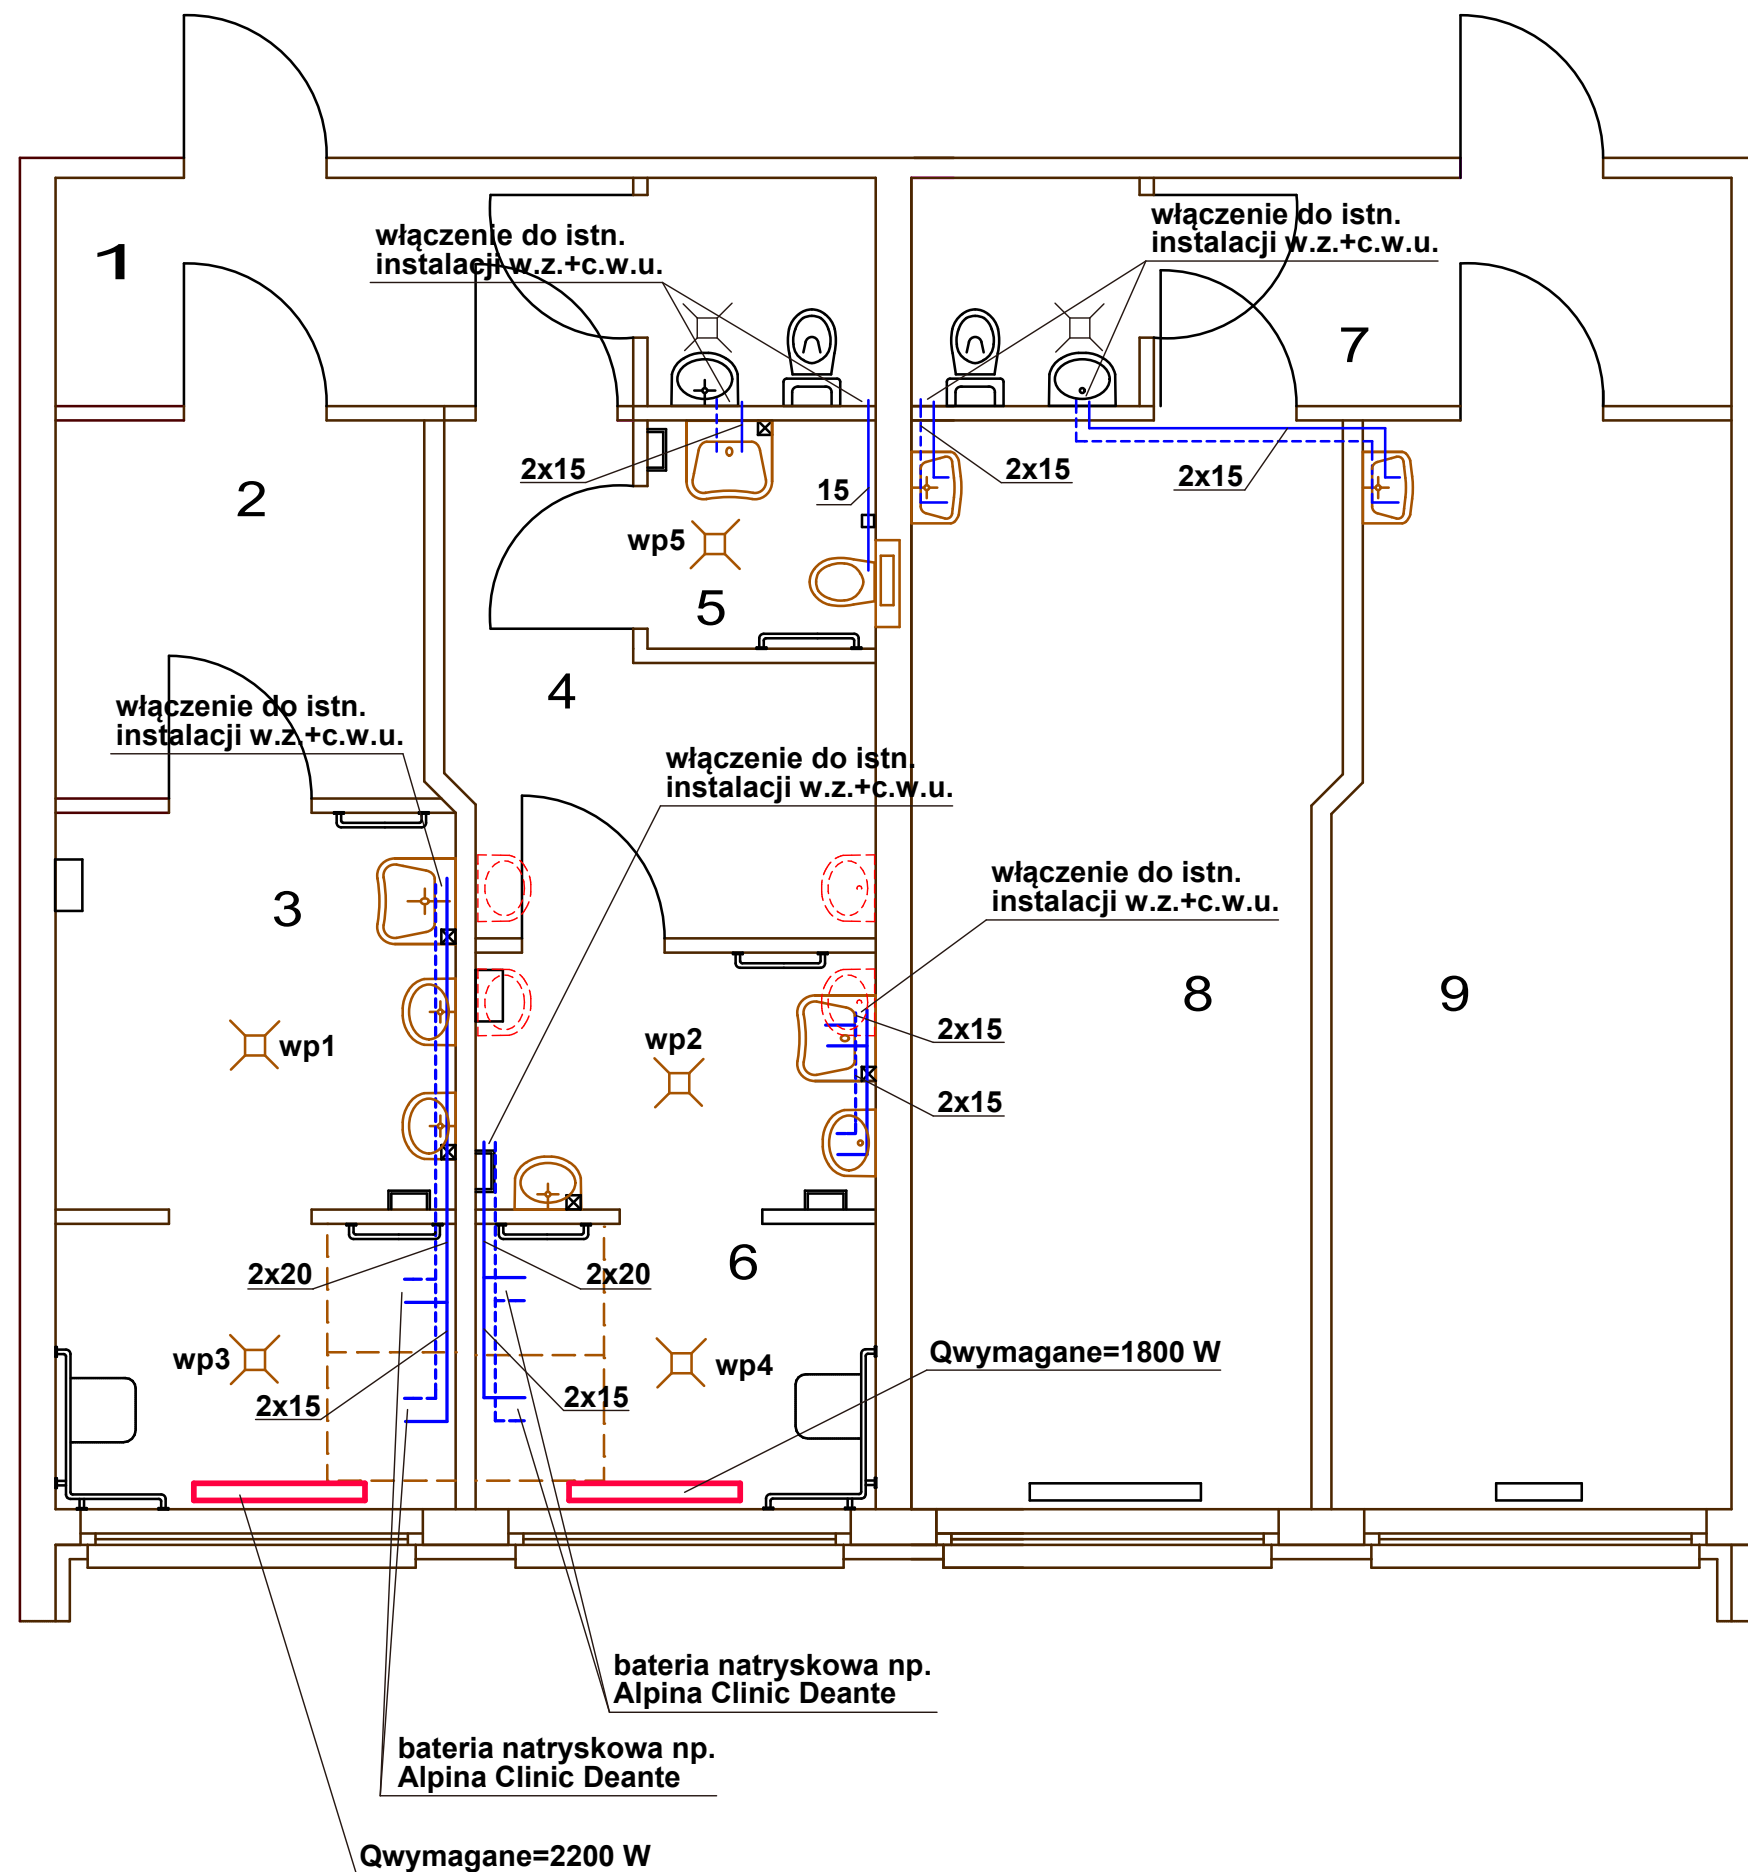 włączenie do istn.
instalacji w.z.+c.w.u.
włączenie do istn.
instalacji w.z.+c.w.u.
1
7
2x15
15
2x15
2x15
2
wp5
5
4
włączenie do istn.
instalacji w.z.+c.w.u.
włączenie do istn.
instalacji w.z.+c.w.u.
3
włączenie do istn.
instalacji w.z.+c.w.u.
8
9
wp1
wp2
2x15
2x15
2x20
2x20
6
wp3
wp4
Qwymagane=1800 W
2x15
2x15
bateria natryskowa np.
Alpina Clinic Deante
bateria natryskowa np.
Alpina Clinic Deante
Qwymagane=2200 W